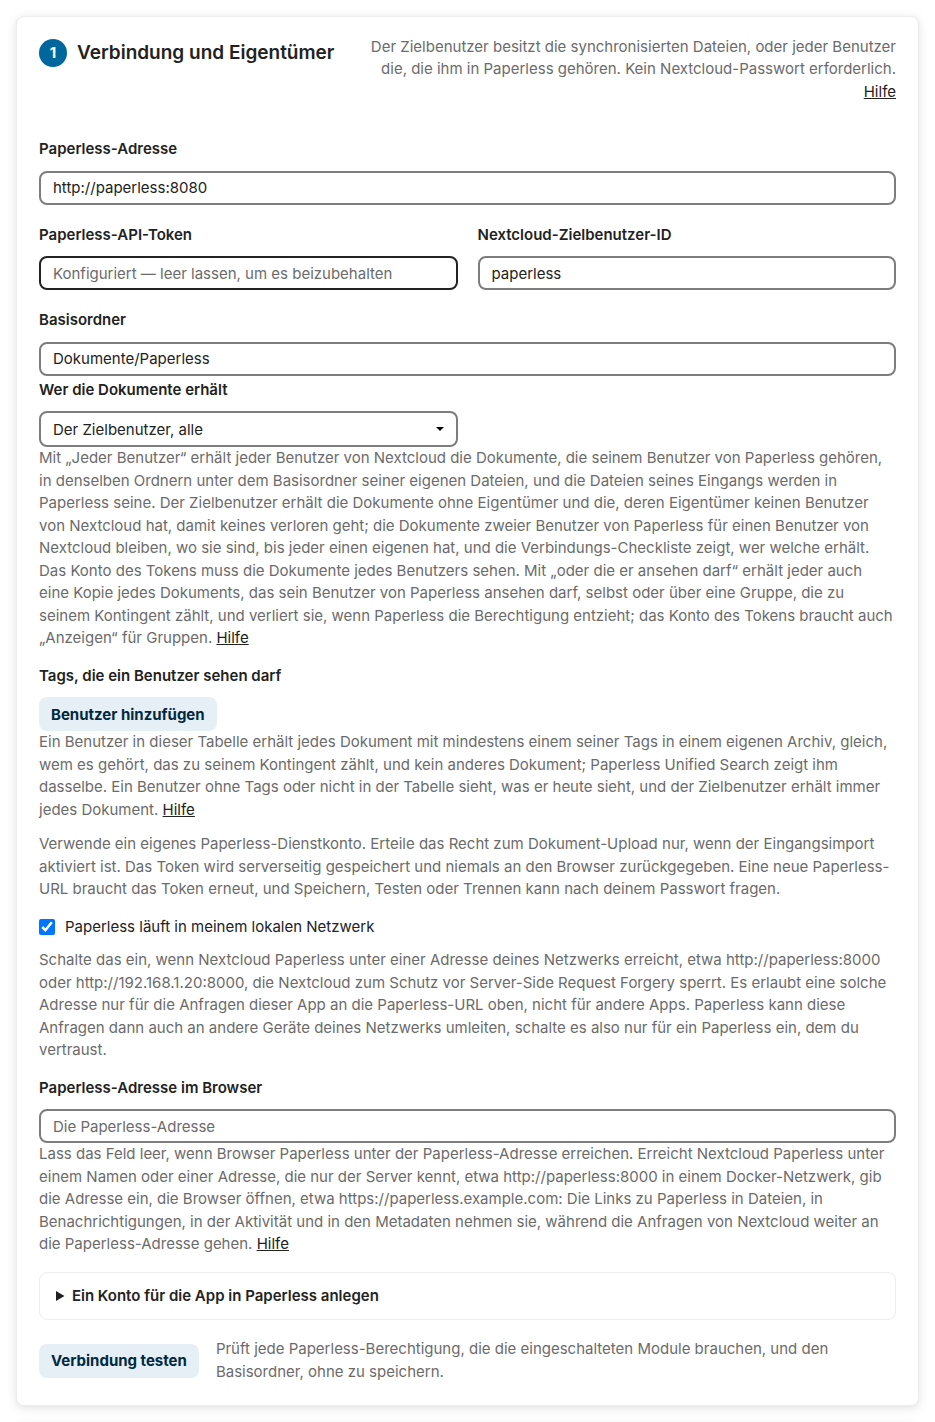 1 Verbindung und Eigentümer
Der Zielbenutzer besitzt die synchronisierten Dateien, oder jeder Benutzer
die, die ihm in Paperless gehören. Kein Nextcloud-Passwort erforderlich.
Hilfe
Paperless-Adresse
http://paperless:8080
Paperless-API-Token
Nextcloud-Zielbenutzer-ID
Konfiguriert — leer lassen, um es beizubehalten
paperless
Basisordner
Dokumente/Paperless
Wer die Dokumente erhält
Der Zielbenutzer, alle
Mit „Jeder Benutzer“ erhält jeder Benutzer von Nextcloud die Dokumente, die seinem Benutzer von Paperless gehören,
in denselben Ordnern unter dem Basisordner seiner eigenen Dateien, und die Dateien seines Eingangs werden in
Paperless seine. Der Zielbenutzer erhält die Dokumente ohne Eigentümer und die, deren Eigentümer keinen Benutzer
von Nextcloud hat, damit keines verloren geht; die Dokumente zweier Benutzer von Paperless für einen Benutzer von
Nextcloud bleiben, wo sie sind, bis jeder einen eigenen hat, und die Verbindungs-Checkliste zeigt, wer welche erhält.
Das Konto des Tokens muss die Dokumente jedes Benutzers sehen. Mit „oder die er ansehen darf“ erhält jeder auch
eine Kopie jedes Dokuments, das sein Benutzer von Paperless ansehen darf, selbst oder über eine Gruppe, die zu
seinem Kontingent zählt, und verliert sie, wenn Paperless die Berechtigung entzieht; das Konto des Tokens braucht auch
„Anzeigen“ für Gruppen. Hilfe
Tags, die ein Benutzer sehen darf
Benutzer hinzufügen
Ein Benutzer in dieser Tabelle erhält jedes Dokument mit mindestens einem seiner Tags in einem eigenen Archiv, gleich,
wem es gehört, das zu seinem Kontingent zählt, und kein anderes Dokument; Paperless Unified Search zeigt ihm
dasselbe. Ein Benutzer ohne Tags oder nicht in der Tabelle sieht, was er heute sieht, und der Zielbenutzer erhält immer
jedes Dokument. Hilfe
Verwende ein eigenes Paperless-Dienstkonto. Erteile das Recht zum Dokument-Upload nur, wenn der Eingangsimport
aktiviert ist. Das Token wird serverseitig gespeichert und niemals an den Browser zurückgegeben. Eine neue Paperless-
URL braucht das Token erneut, und Speichern, Testen oder Trennen kann nach deinem Passwort fragen.
Paperless läuft in meinem lokalen Netzwerk
Schalte das ein, wenn Nextcloud Paperless unter einer Adresse deines Netzwerks erreicht, etwa http://paperless:8000
oder http://192.168.1.20:8000, die Nextcloud zum Schutz vor Server-Side Request Forgery sperrt. Es erlaubt eine solche
Adresse nur für die Anfragen dieser App an die Paperless-URL oben, nicht für andere Apps. Paperless kann diese
Anfragen dann auch an andere Geräte deines Netzwerks umleiten, schalte es also nur für ein Paperless ein, dem du
vertraust.
Paperless-Adresse im Browser
Die Paperless-Adresse
Lass das Feld leer, wenn Browser Paperless unter der Paperless-Adresse erreichen. Erreicht Nextcloud Paperless unter
einem Namen oder einer Adresse, die nur der Server kennt, etwa http://paperless:8000 in einem Docker-Netzwerk, gib
die Adresse ein, die Browser öffnen, etwa https://paperless.example.com: Die Links zu Paperless in Dateien, in
Benachrichtigungen, in der Aktivität und in den Metadaten nehmen sie, während die Anfragen von Nextcloud weiter an
die Paperless-Adresse gehen. Hilfe
Ein Konto für die App in Paperless anlegen
Verbindung testen
Prüft jede Paperless-Berechtigung, die die eingeschalteten Module brauchen, und den
Basisordner, ohne zu speichern.